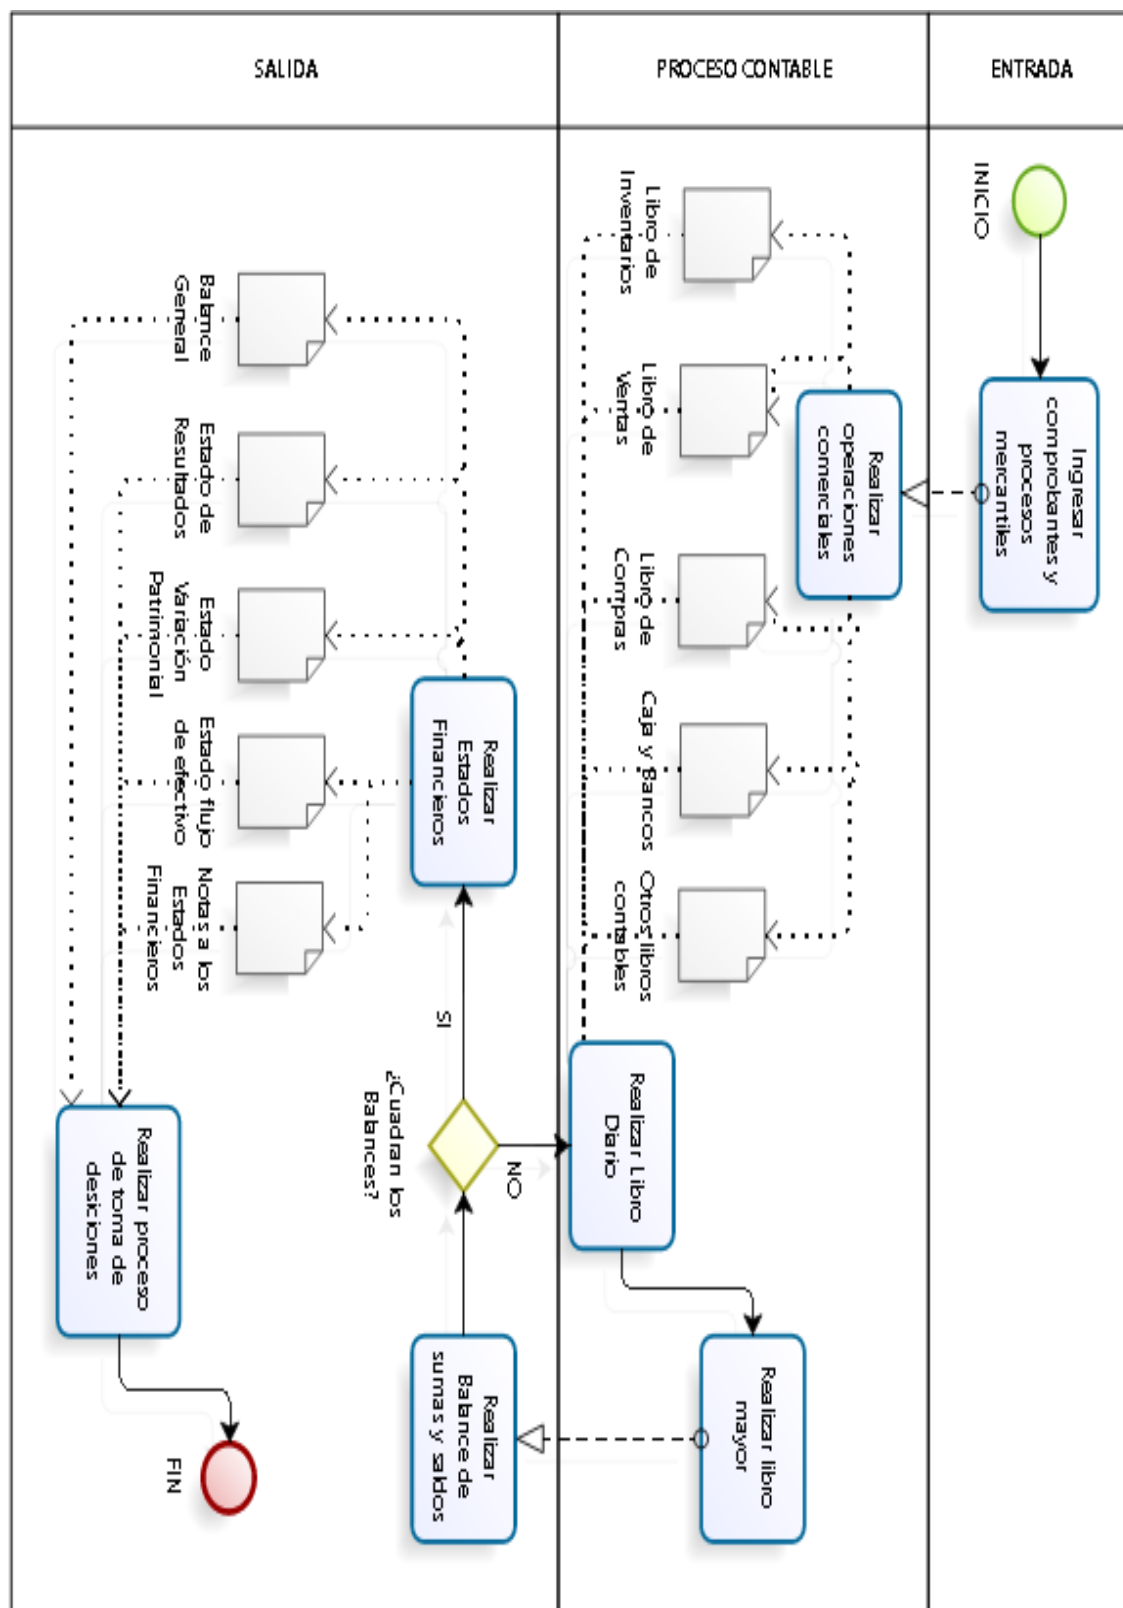 ENTRADA
PROCESO CONTABLE
SALIDA
INICIO
Ingresar
comprobantes y
procesos
mercantiles
Realizar
operaciones
comerciales
Libro de
Inventarios
Libro de
Ventas
Libro de
Compras
Caja y Bancos
Otros libros
contables
Realizar Libro
Diario
Realizar libro
mayor
Realizar
Balance de
sumas y saldos
¿Cuadran los
Balances?
NO
SI
Realizar
Estados
Financieros
Balance
General
Estado de
Resultados
Estado
Variación
Patrimonial
Estado flujo
de efectivo
Notas a los
Estados
Financieros
Realizar proceso
de toma de
desiciones
FIN